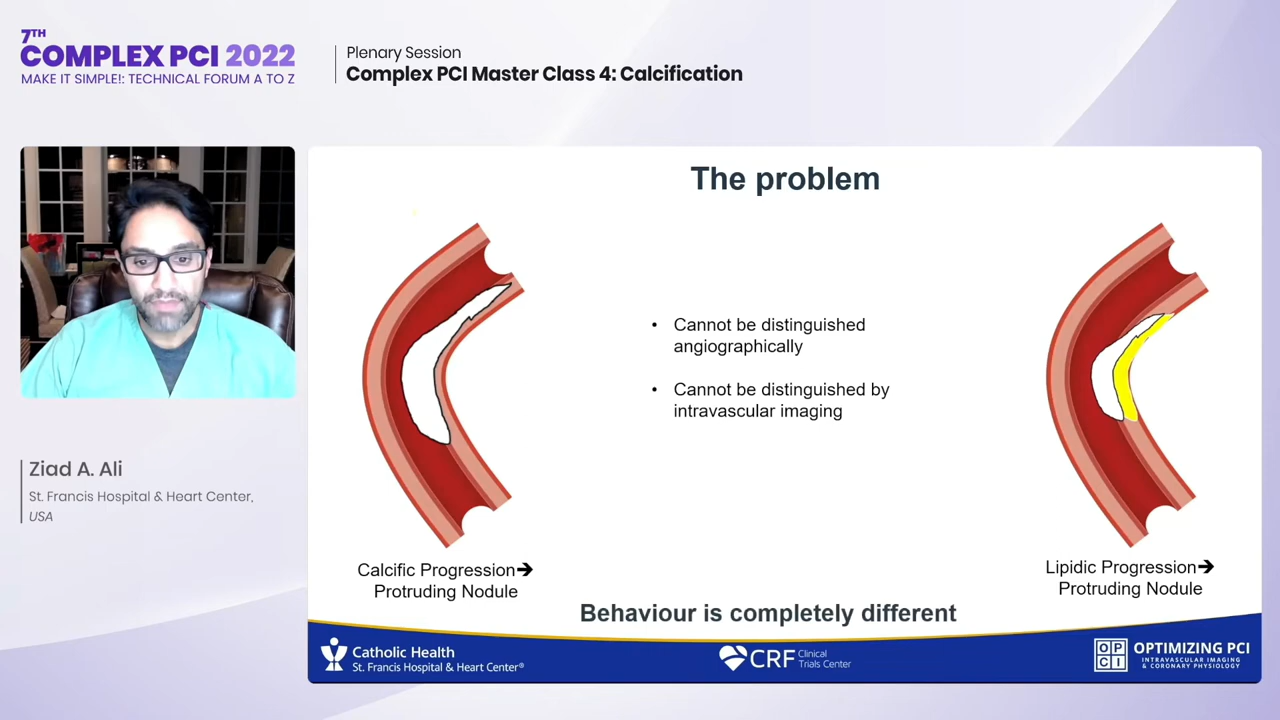 7TH
COMPLEX PCI 2022
MAKE IT SIMPLE!: TECHNICAL FORUM A TO Z
Plenary Session
Complex PCI Master Class 4: Calcification
Ziad A. Ali
St. Francis Hospital & Heart Center,
USA
The problem
• Cannot be distinguished
angiographically
• Cannot be distinguished by
intravascular imaging
Calcific Progression➔
Protruding Nodule
Lipidic Progression➔
Protruding Nodule
Behaviour is completely different
Catholic Health
St. Francis Hospital & Heart Center®
CRF Clinical
Trials Center
OP
CI
OPTIMIZING PCI
INTRAVASCULAR IMAGING
& CORONARY PHYSIOLOGY